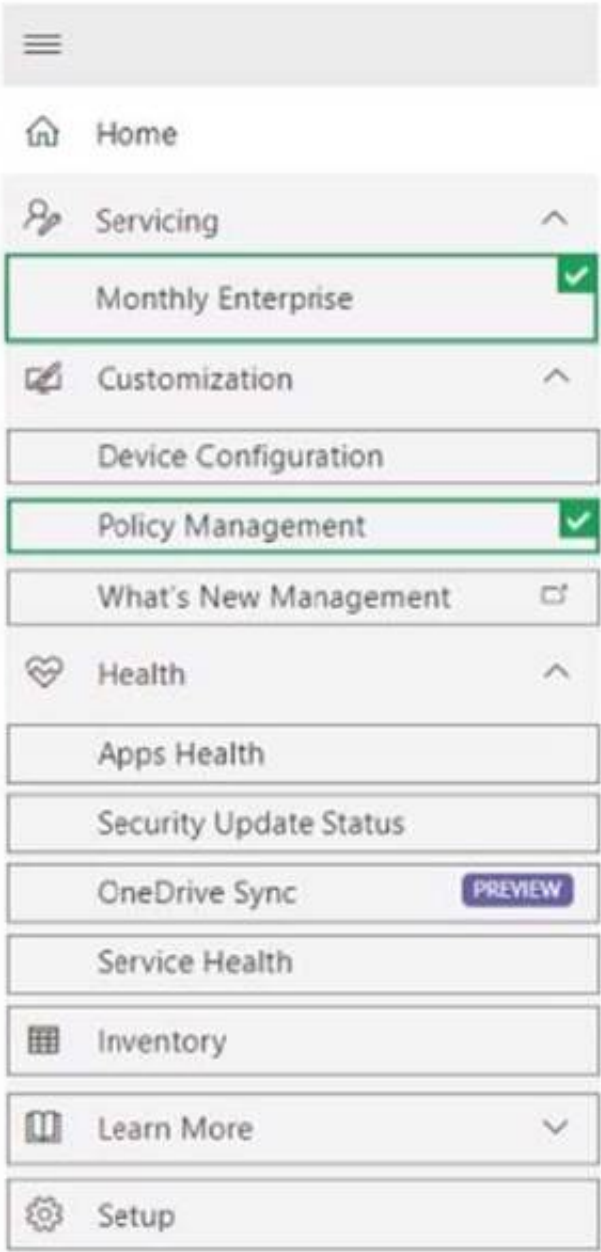 Home
Servicing
Monthly Enterprise
Customization
Device Configuration
Policy Management
What's New Management
Health
Apps Health
Security Update Status
OneDrive Sync PREVIEW
Service Health
Inventory
Learn More
Setup